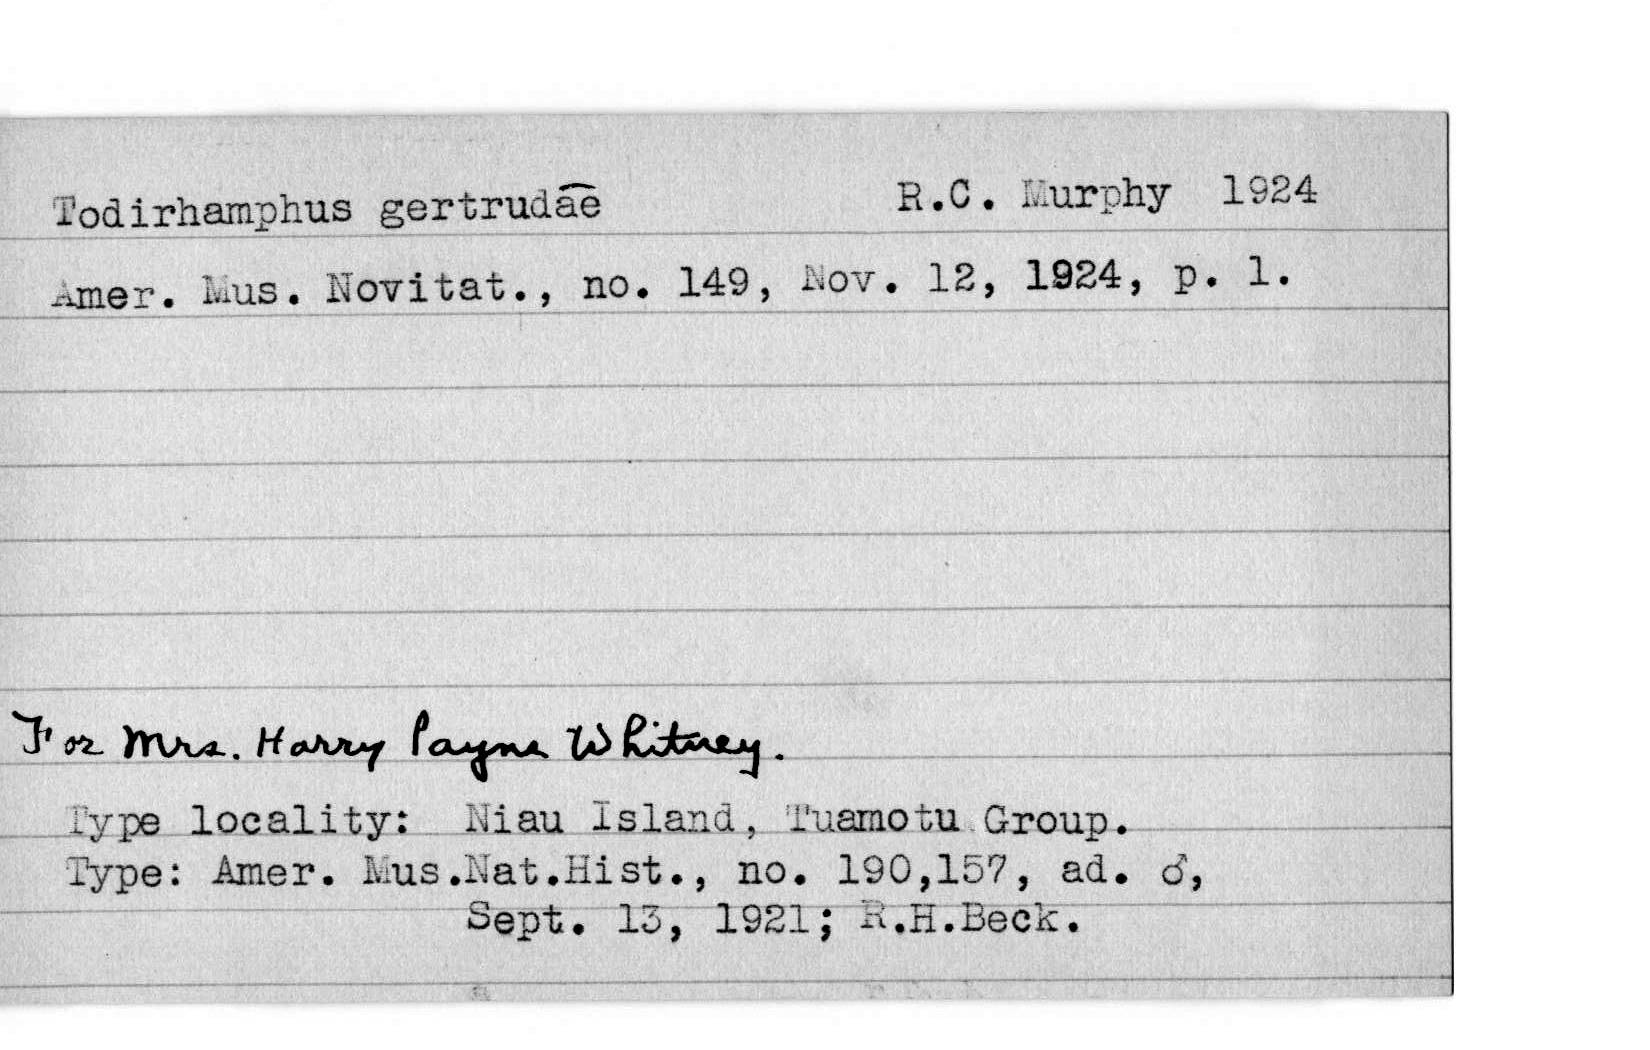 Todirhamphus gertrudae R.C. Murphy 1924
Amer. Mus. Novitat., no. 149, Nov. 12, 1924, p. 1.
For Mrs. Harry Payne Whitney.
Type locality: Niau Island, Tuamotu Group.
Type: Amer. Mus.Nat.Hist., no. 190,157, ad. ♂,
Sept. 13, 1921; R.H.Beck.